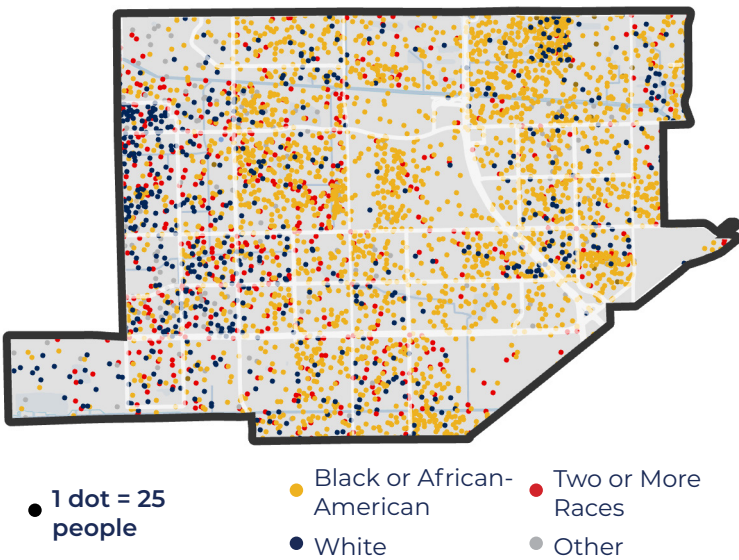 1 dot = 25
people
Black or African-
American
White
Two or More
Races
Other